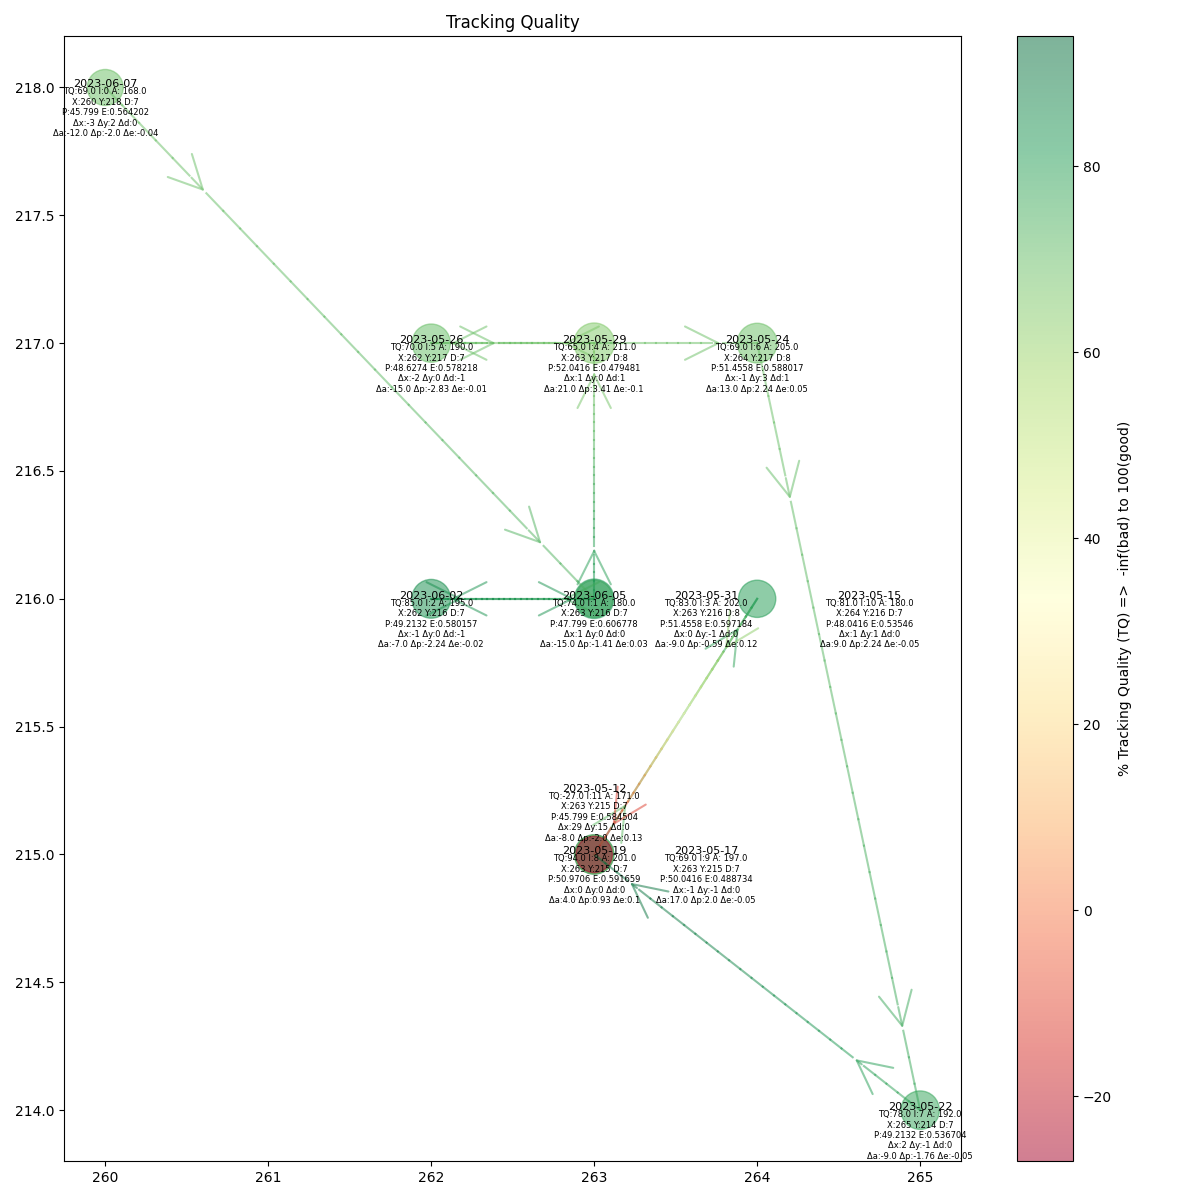 Tracking Quality
218.0
217.5
217.0
216.5
216.0
215.5
215.0
214.5
214.0
2023-06-07
TQ:69.0 I:0 A: 168.0
X:260 Y:218 D:7
P:45.799 E:0.564202
Δx:-3 Δy:2 Δd:0
Δa:-12.0 Δp:-2.0 Δe:-0.04
2023-05-26
TQ:70.0 I:5 A: 190.0
X:262 Y:217 D:7
P:48.6274 E:0.578218
Δx:-2 Δy:0 Δd:-1
Δa:-15.0 Δp:-2.83 Δe:-0.01
2023-05-29
TQ:65.0 I:4 A: 211.0
X:263 Y:217 D:8
P:52.0416 E:0.479481
Δx:1 Δy:0 Δd:1
Δa:21.0 Δp:3.41 Δe:-0.1
2023-05-24
TQ:69.0 I:6 A: 205.0
X:264 Y:217 D:8
P:51.4558 E:0.588017
Δx:-1 Δy:3 Δd:1
Δa:13.0 Δp:2.24 Δe:0.05
2023-06-02
TQ:85.0 I:2 A: 195.0
X:262 Y:216 D:7
P:49.2132 E:0.580157
Δx:-1 Δy:0 Δd:-1
Δa:-7.0 Δp:-2.24 Δe:-0.02
2023-06-05
TQ:74.0 I:1 A: 180.0
X:263 Y:216 D:7
P:47.799 E:0.606778
Δx:1 Δy:0 Δd:0
Δa:-15.0 Δp:-1.41 Δe:0.03
2023-05-31
TQ:83.0 I:3 A: 202.0
X:263 Y:216 D:8
P:51.4558 E:0.597184
Δx:0 Δy:-1 Δd:0
Δa:-9.0 Δp:-0.59 Δe:0.12
2023-05-15
TQ:81.0 I:10 A: 180.0
X:264 Y:216 D:7
P:48.0416 E:0.53546
Δx:1 Δy:1 Δd:0
Δa:9.0 Δp:2.24 Δe:-0.05
2023-05-12
TQ:-27.0 I:11 A: 171.0
X:263 Y:215 D:7
P:45.799 E:0.584504
Δx:29 Δy:15 Δd:0
Δa:-8.0 Δp:-2.0 Δe:0.13
2023-05-19
TQ:94.0 I:8 A: 201.0
X:263 Y:215 D:7
P:50.9706 E:0.591659
Δx:0 Δy:0 Δd:0
Δa:4.0 Δp:0.93 Δe:0.1
2023-05-17
TQ:69.0 I:9 A: 197.0
X:263 Y:215 D:7
P:50.0416 E:0.488734
Δx:-1 Δy:-1 Δd:0
Δa:17.0 Δp:2.0 Δe:-0.05
2023-05-22
TQ:78.0 I:7 A: 192.0
X:265 Y:214 D:7
P:49.2132 E:0.536704
Δx:2 Δy:-1 Δd:0
Δa:-9.0 Δp:-1.76 Δe:-0.05
260
261
262
263
264
265
80
60
40
20
0
−20
% Tracking Quality (TQ) => -inf(bad) to 100(good)